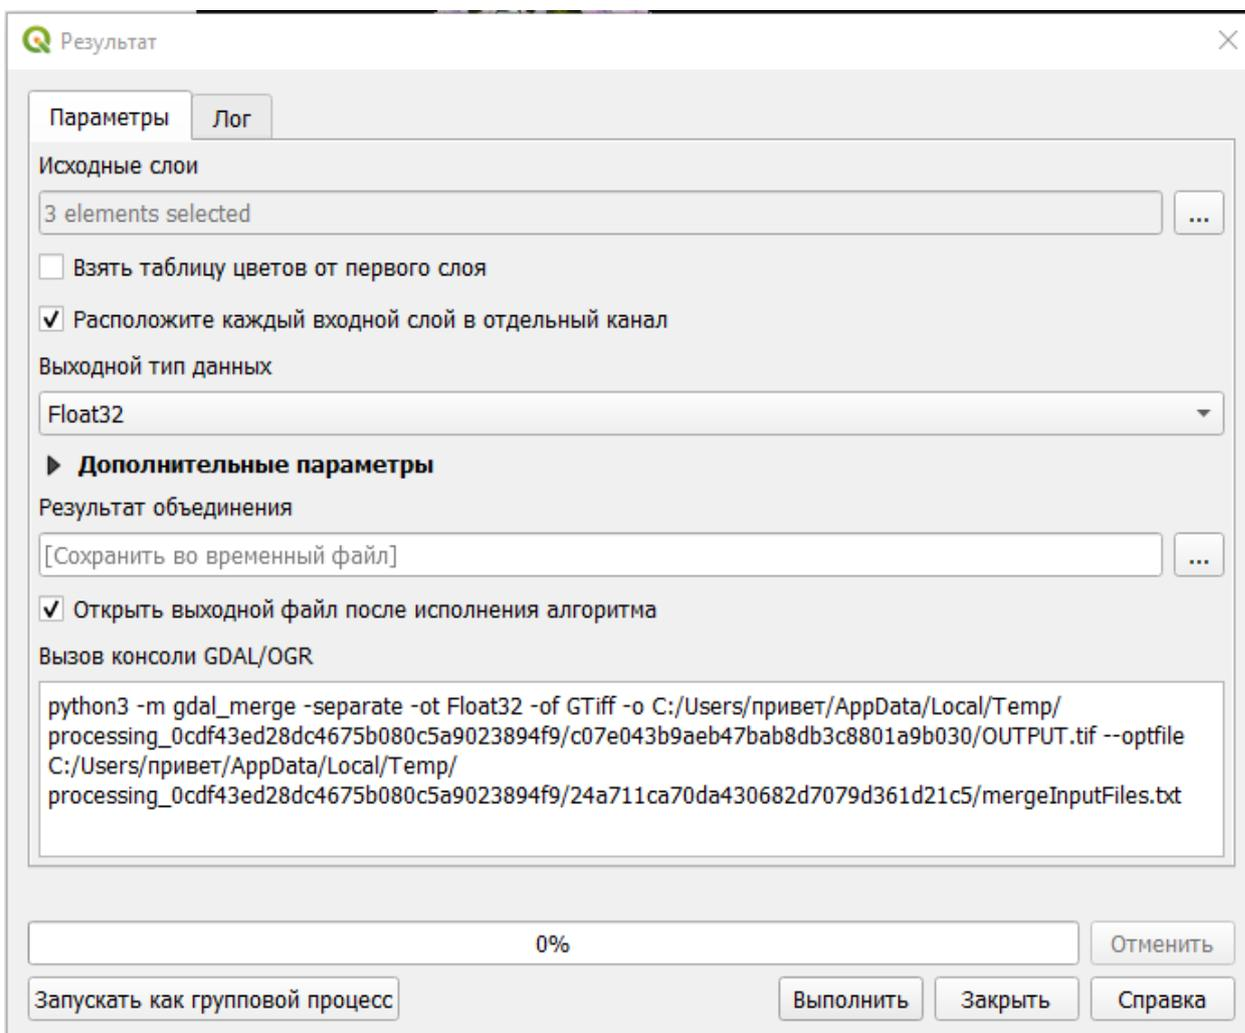 Результат
Параметры
Лог
Исходные слои
3 elements selected
...
Взять таблицу цветов от первого слоя
Расположите каждый входной слой в отдельный канал
Выходной тип данных
Float32
Дополнительные параметры
Результат объединения
[Сохранить во временный файл]
...
Открыть выходной файл после исполнения алгоритма
Вызов консоли GDAL/OGR
python3 -m gdal_merge -separate -ot Float32 -of GTiff -o C:/Users/привет/AppData/Local/Temp/
processing_0cdf43ed28dc4675b080c5a9023894f9/c07e043b9aeb47bab8db3c8801a9b030/OUTPUT.tif --optfile
C:/Users/привет/AppData/Local/Temp/
processing_0cdf43ed28dc4675b080c5a9023894f9/24a711ca70da430682d7079d361d21c5/mergeInputFiles.txt
0%
Отменить
Запускать как групповой процесс
Выполнить
Закрыть
Справка